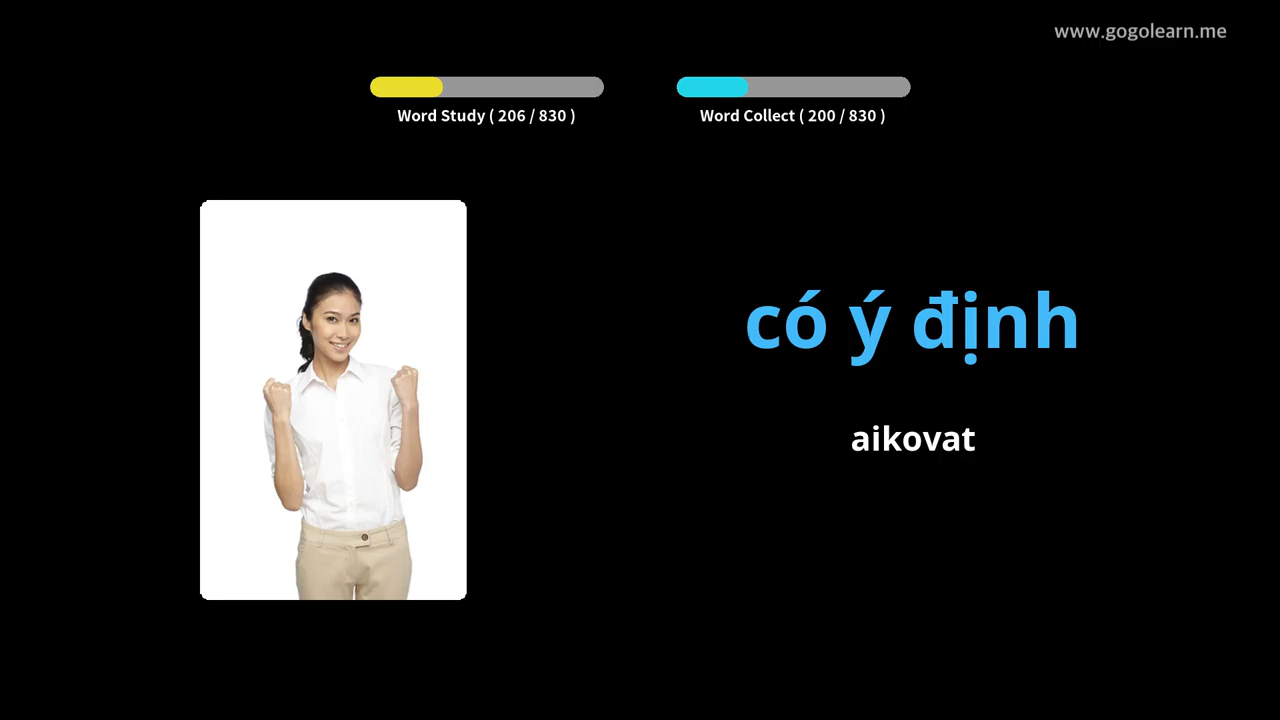 www.gogolearn.me
Word Study ( 206 / 830 )
Word Collect ( 200 / 830 )
có ý định
aikovat